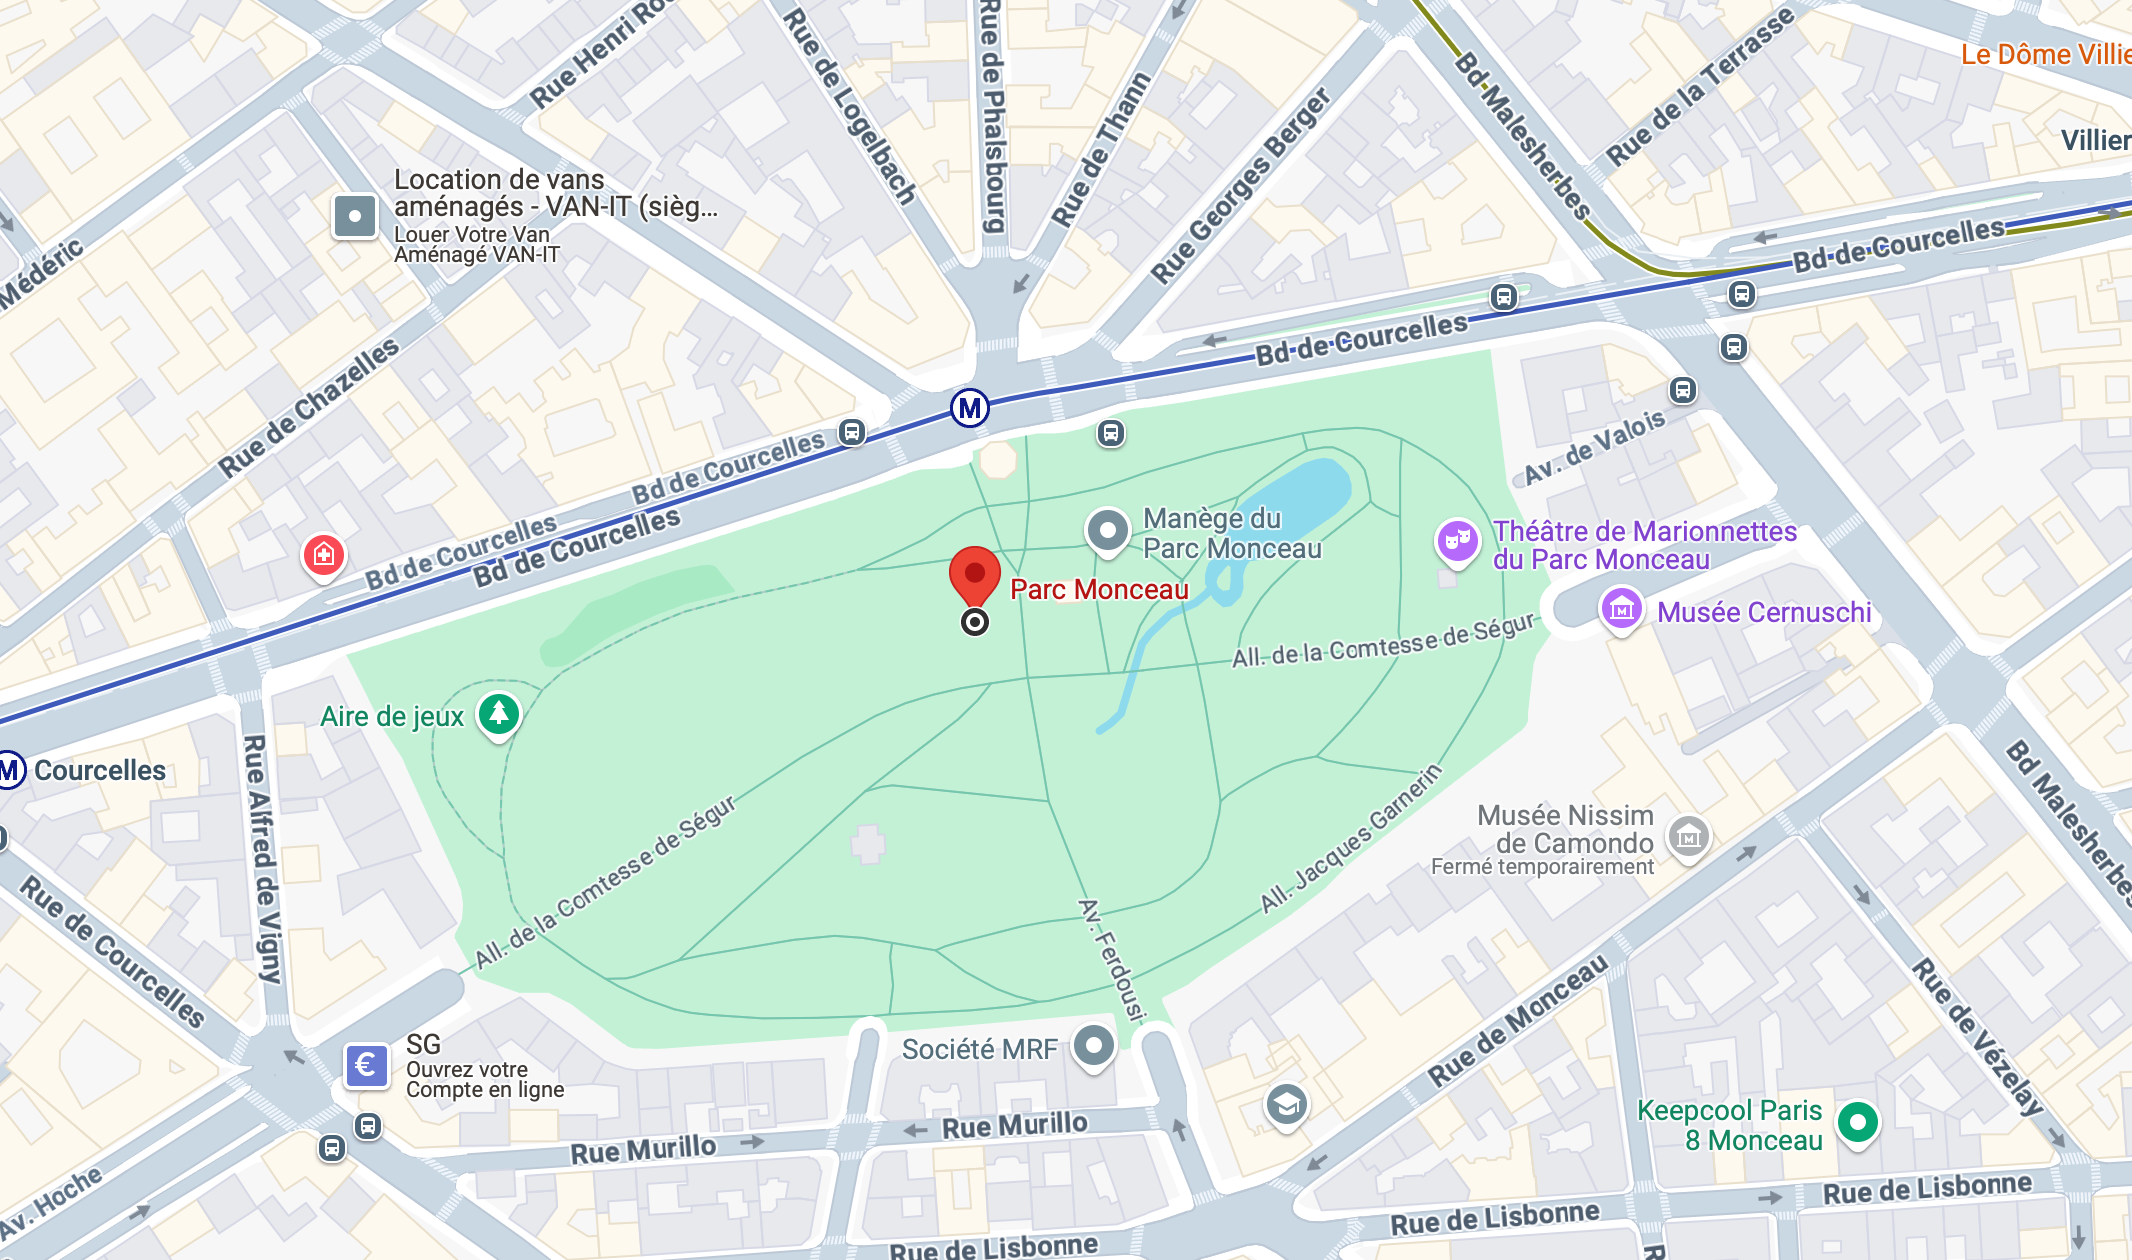 Rue Henri Ro
Rue de Logelbach
Rue de Phalsbourg
Rue de Thann
Rue Georges Berger
Bd Malesherbes
Rue de la Terrasse
Le Dôme Villie
Villier
Location de vans
aménagés - VAN-IT (sièg...
Louer Votre Van
Aménagé VAN-IT
Médéric
Rue de Chazelles
Bd de Courcelles
Bd de Courcelles
M
Bd de Courcelles
Bd de Courcelles
Bd de Courcelles
Av. de Valois
Manège du
Parc Monceau
Théâtre de Marionnettes
du Parc Monceau
Parc Monceau
M
Musée Cernuschi
All. de la Comtesse de Ségur
Aire de jeux
M
Courcelles
Rue Alfred de Vigny
All. de la Comtesse de Ségur
All. Jacques Garnerin
Musée Nissim
de Camondo
Fermé temporairement
M
Bd Malesherbes
Rue de Courcelles
Av. Ferdousi
Rue de Monceau
Rue de Vézelay
€
SG
Ouvrez votre
Compte en ligne
Société MRF
Rue Murillo
Rue Murillo
Keepcool Paris
8 Monceau
Av. Hoche
Rue de Lisbonne
Rue de Lisbonne
Rue de Lisbonne